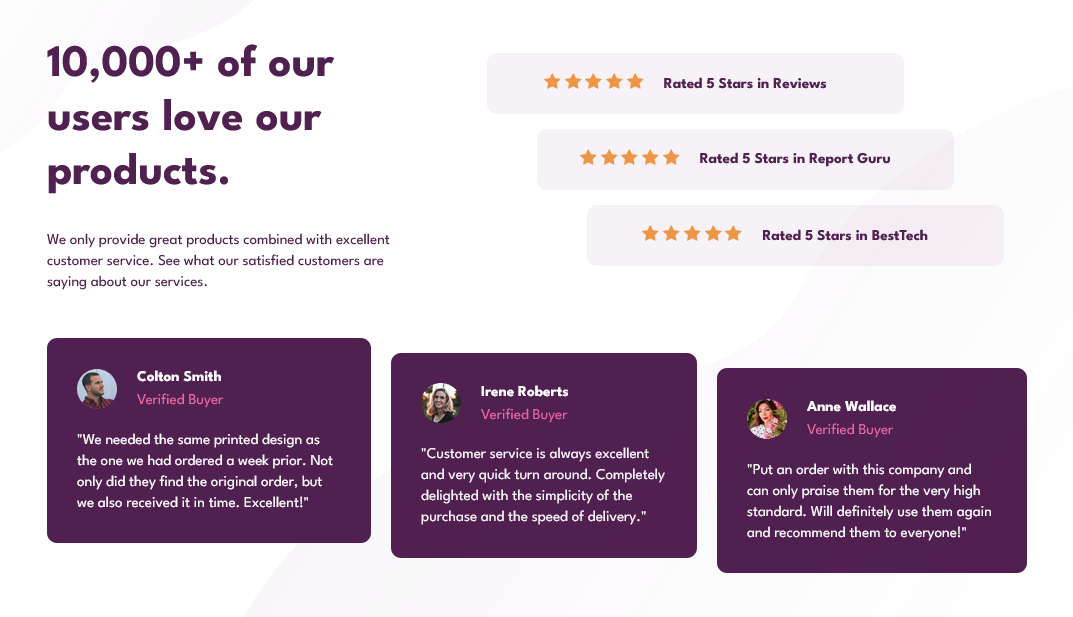 10,000+ of our
users love our
products.
We only provide great products combined with excellent
customer service. See what our satisfied customers are
saying about our services.
Rated 5 Stars in Reviews
Rated 5 Stars in Report Guru
Rated 5 Stars in BestTech
Colton Smith
Verified Buyer
"We needed the same printed design as
the one we had ordered a week prior. Not
only did they find the original order, but
we also received it in time. Excellent!"
Irene Roberts
Verified Buyer
"Customer service is always excellent
and very quick turn around. Completely
delighted with the simplicity of the
purchase and the speed of delivery."
Anne Wallace
Verified Buyer
"Put an order with this company and
can only praise them for the very high
standard. Will definitely use them again
and recommend them to everyone!"